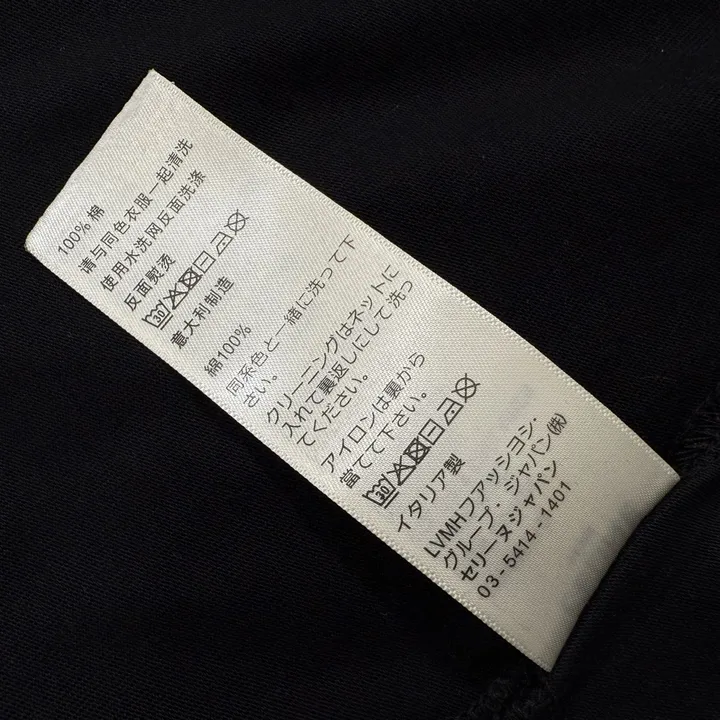 100% 棉
请与同色衣服一起清洗
使用水洗网反面洗涤
反面熨烫
30
意大利制造
綿100%
同系色と一緒に洗って下
さい。
クリーニングはネットに
入れて裏返しにして洗っ
てください。
アイロンは裏から
当てて下さい。
30
イタリア製
LVMHファッション・
グループ・ジャパン(株)
セリーヌジャパン
03-5414-1401